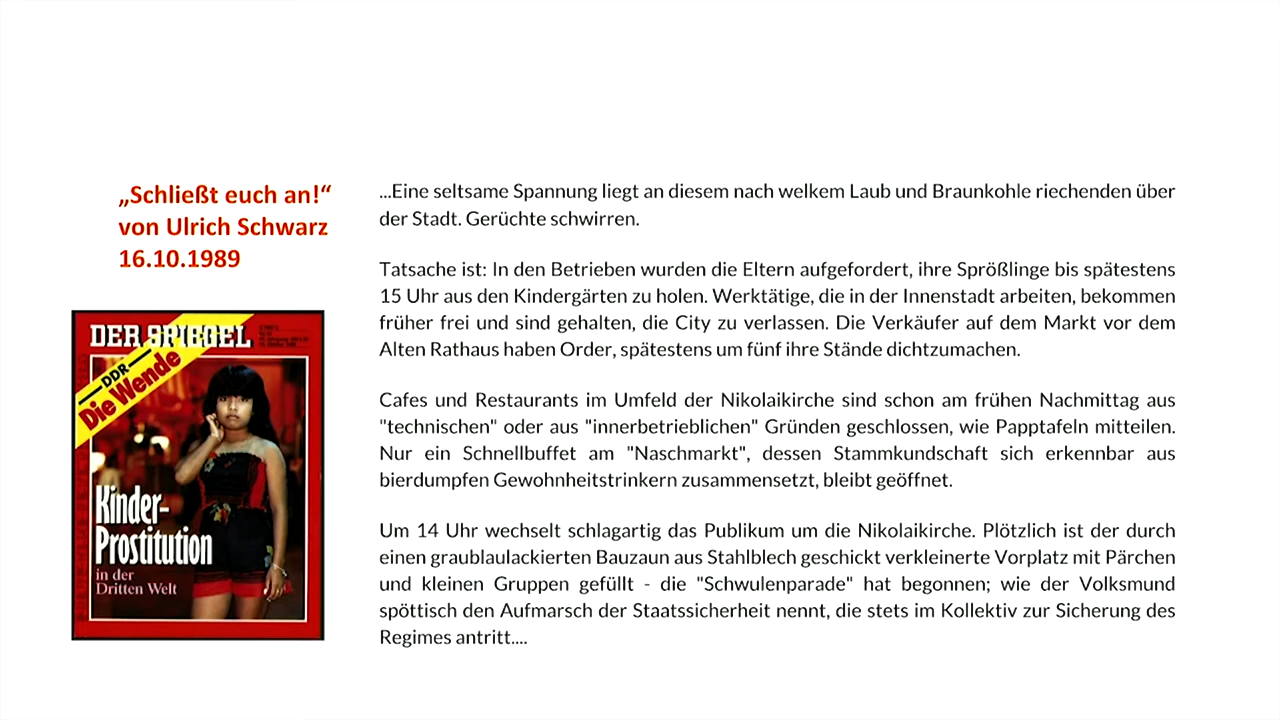 „Schließt euch an!“
von Ulrich Schwarz
16.10.1989
DER SPIEGEL
DDR
Die Wende
Kinder-
Prostitution
in der
Dritten Welt
...Eine seltsame Spannung liegt an diesem nach welkem Laub und Braunkohle riechenden über
der Stadt. Gerüchte schwirren.
Tatsache ist: In den Betrieben wurden die Eltern aufgefordert, ihre Sprößlinge bis spätestens
15 Uhr aus den Kindergärten zu holen. Werktätige, die in der Innenstadt arbeiten, bekommen
früher frei und sind gehalten, die City zu verlassen. Die Verkäufer auf dem Markt vor dem
Alten Rathaus haben Order, spätestens um fünf ihre Stände dichtzumachen.
Cafes und Restaurants im Umfeld der Nikolaikirche sind schon am frühen Nachmittag aus
"technischen" oder aus "innerbetrieblichen" Gründen geschlossen, wie Papptafeln mitteilen.
Nur ein Schnellbuffet am "Naschmarkt", dessen Stammkundschaft sich erkennbar aus
bierdumpfen Gewohnheitstrinkern zusammensetzt, bleibt geöffnet.
Um 14 Uhr wechselt schlagartig das Publikum um die Nikolaikirche. Plötzlich ist der durch
einen graublaulackierten Bauzaun aus Stahlblech geschickt verkleinerte Vorplatz mit Pärchen
und kleinen Gruppen gefüllt - die "Schwulenparade" hat begonnen; wie der Volksmund
spöttisch den Aufmarsch der Staatssicherheit nennt, die stets im Kollektiv zur Sicherung des
Regimes antritt....